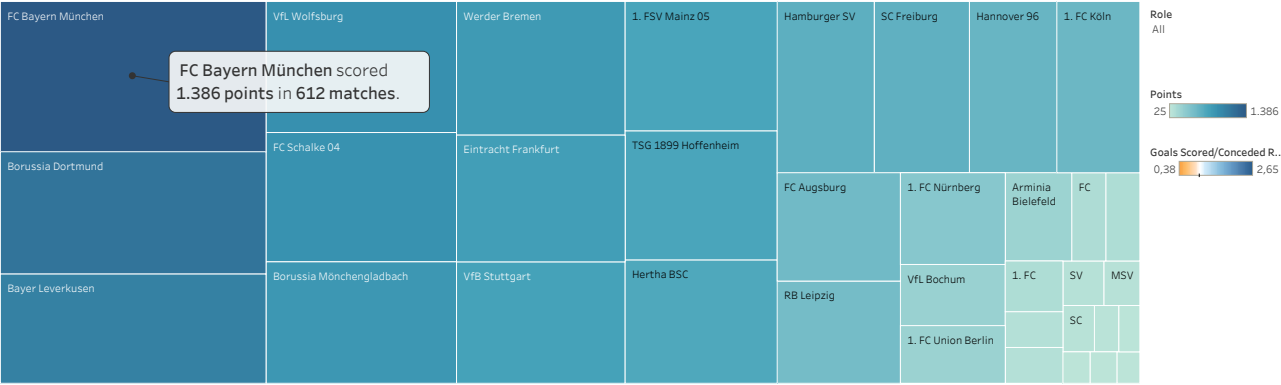 FC Bayern München
FC Bayern München scored
1.386 points in 612 matches.
Borussia Dortmund
Bayer Leverkusen
VfL Wolfsburg
FC Schalke 04
Borussia Mönchengladbach
Werder Bremen
Eintracht Frankfurt
VfB Stuttgart
1. FSV Mainz 05
TSG 1899 Hoffenheim
Hertha BSC
Hamburger SV
SC Freiburg
Hannover 96
1. FC Köln
FC Augsburg
RB Leipzig
1. FC Nürnberg
VfL Bochum
1. FC Union Berlin
Arminia
Bielefeld
FC
1. FC
SV
MSV
SC
Role
All
Points
25 1.386
Goals Scored/Conceded R..
0,38 2,65